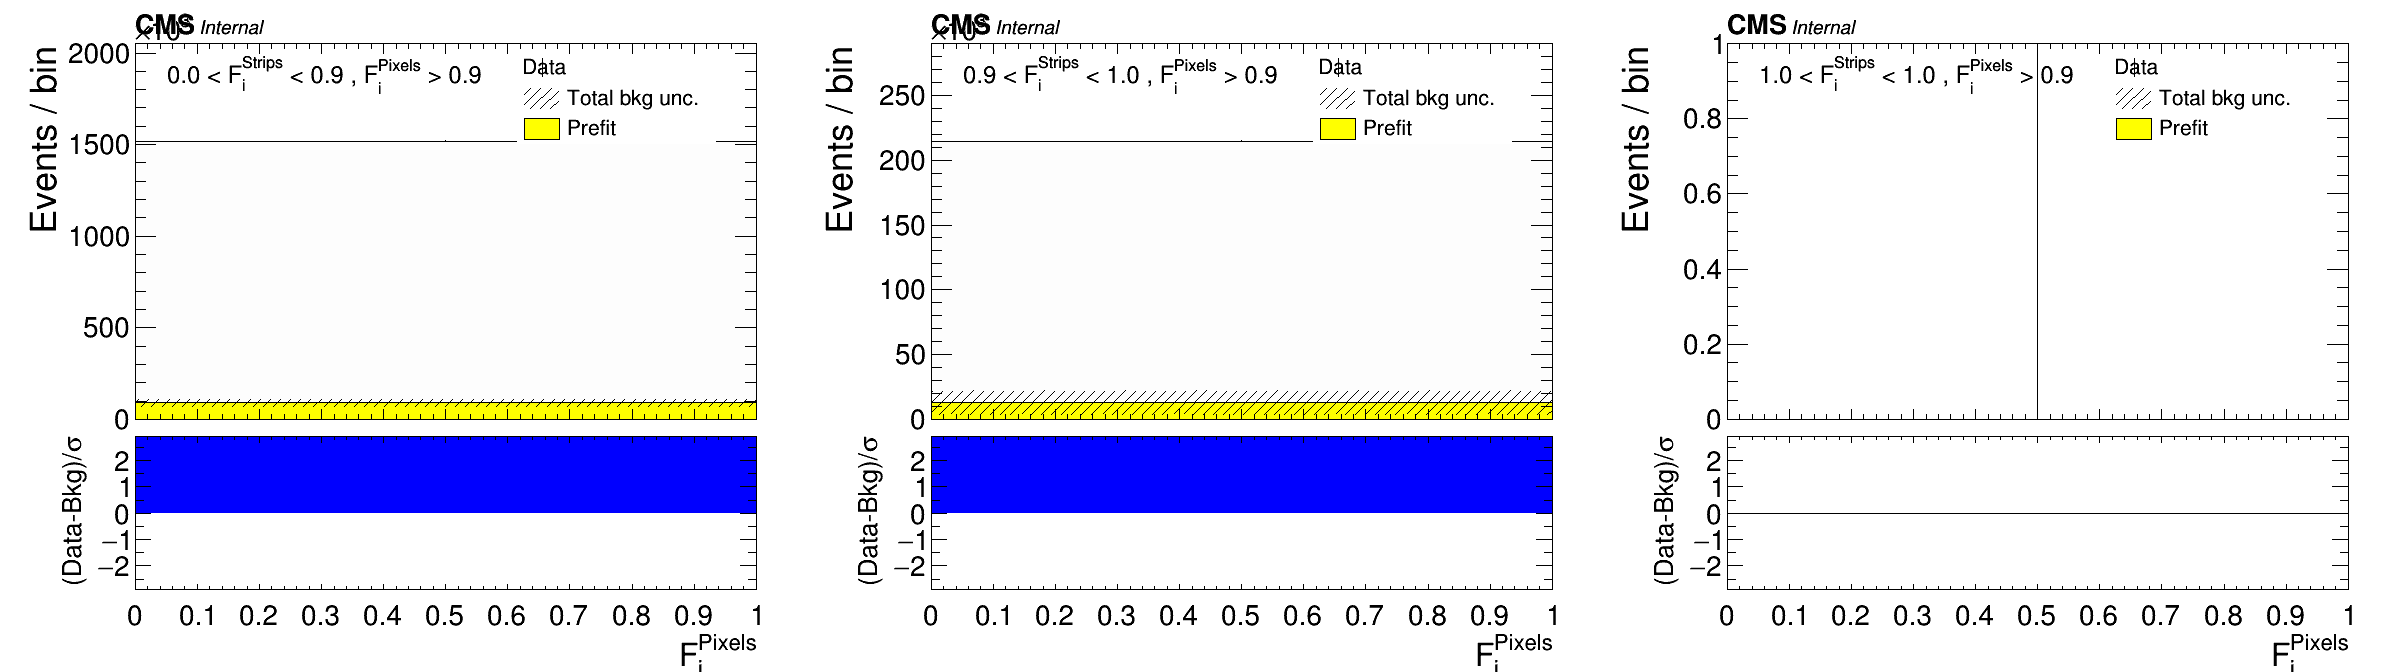 CMS Internal
0.0 < F_i^Strips < 0.9 , F_i^Pixels > 0.9
Data
Total bkg unc.
Prefit
Events / bin
2000
1500
1000
500
0
(Data-Bkg)/σ
2
1
0
−1
−2
0 0.1 0.2 0.3 0.4 0.5 0.6 0.7 0.8 0.9 1
F_i^Pixels
CMS Internal
0.9 < F_i^Strips < 1.0 , F_i^Pixels > 0.9
Data
Total bkg unc.
Prefit
Events / bin
250
200
150
100
50
0
(Data-Bkg)/σ
2
1
0
−1
−2
0 0.1 0.2 0.3 0.4 0.5 0.6 0.7 0.8 0.9 1
F_i^Pixels
CMS Internal
1.0 < F_i^Strips < 1.0 , F_i^Pixels > 0.9
Data
Total bkg unc.
Prefit
Events / bin
1
0.8
0.6
0.4
0.2
0
(Data-Bkg)/σ
2
1
0
−1
−2
0 0.1 0.2 0.3 0.4 0.5 0.6 0.7 0.8 0.9 1
F_i^Pixels